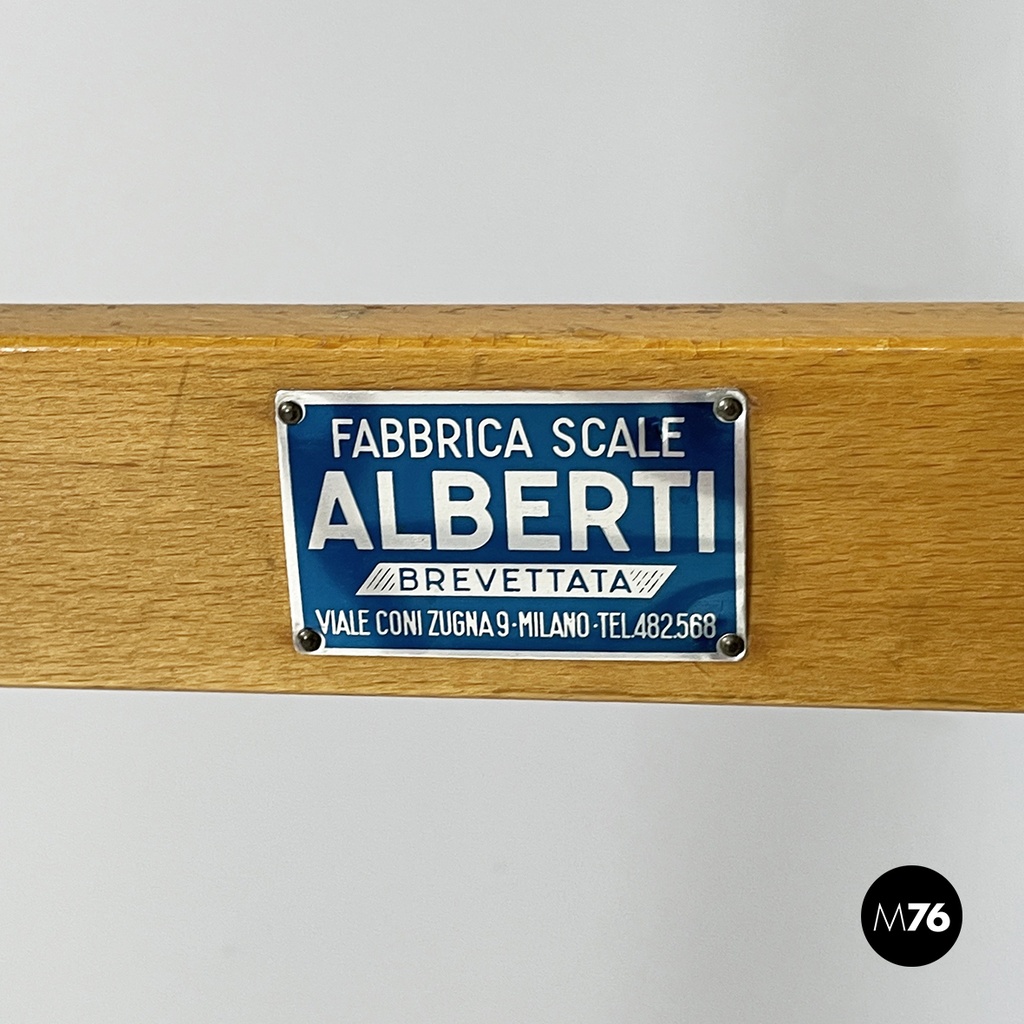 FABBRICA SCALE
ALBERTI
BREVETTATA
VIALE CONI ZUGNA 9-MILANO-TEL.482.568
M76